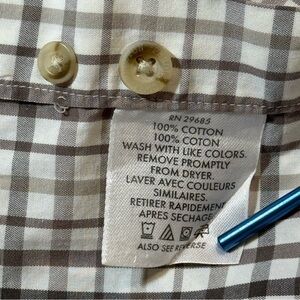 RN 29685
100% COTTON
100% COTON
WASH WITH LIKE COLORS.
REMOVE PROMPTLY
FROM DRYER.
LAVER AVEC COULEURS
SIMILAIRES.
RETIRER RAPIDEMENT
APRES SECHAGE
ALSO SEE REVERSE